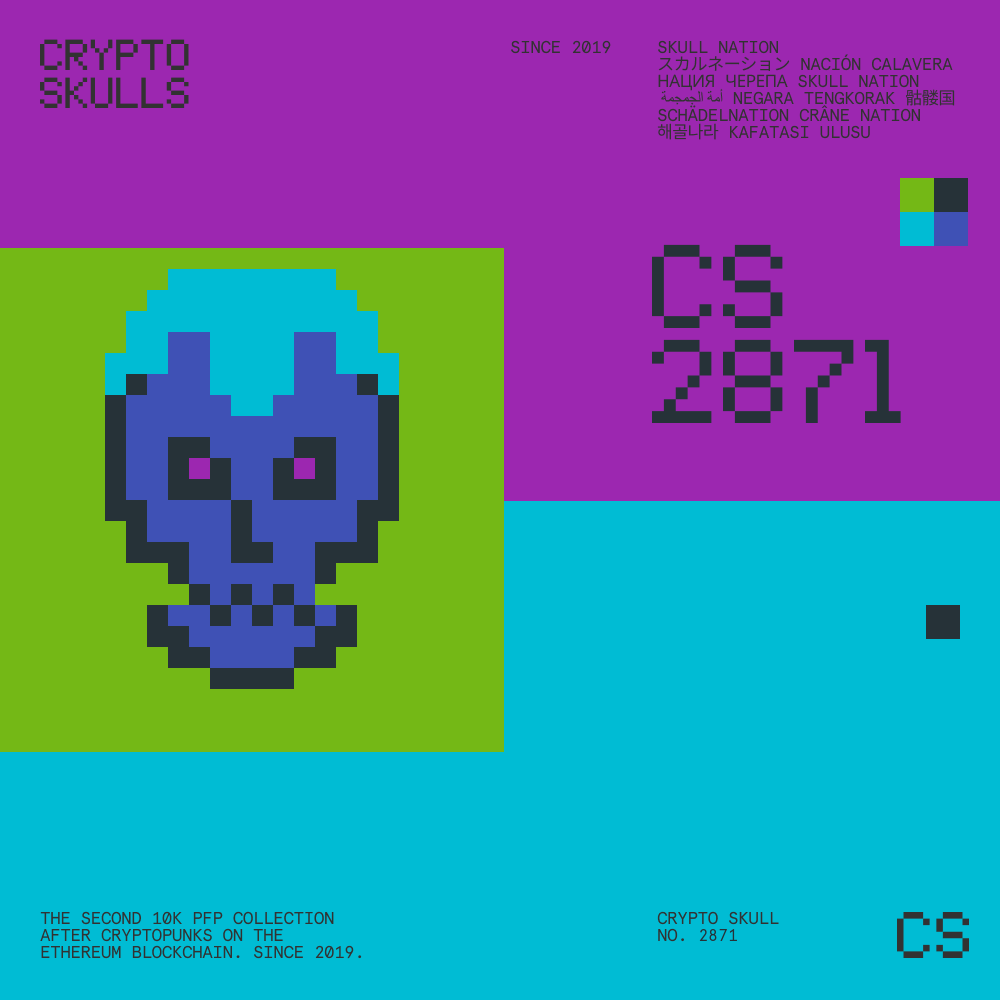 CRYPTO
SKULLS
SINCE 2019
SKULL NATION
スカルネーション NACIÓN CALAVERA
НАЦИЯ ЧЕРЕПА SKULL NATION
أمة الجمجمة NEGARA TENGKORAK 骷髅国
SCHÄDELNATION CRÂNE NATION
해골나라 KAFATASI ULUSU
CS
2871
THE SECOND 10K PFP COLLECTION
AFTER CRYPTOPUNKS ON THE
ETHEREUM BLOCKCHAIN. SINCE 2019.
CRYPTO SKULL
NO. 2871
CS